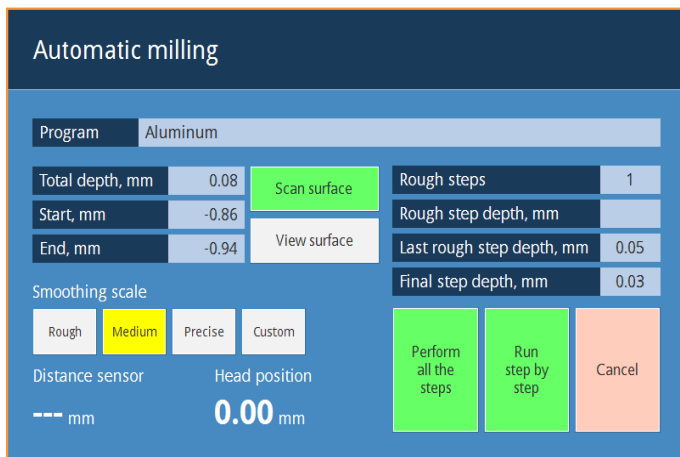 Automatic milling
Program Aluminum
Total depth, mm 0.08
Start, mm -0.86
End, mm -0.94
Scan surface
View surface
Rough steps 1
Rough step depth, mm
Last rough step depth, mm 0.05
Final step depth, mm 0.03
Smoothing scale
Rough Medium Precise Custom
Distance sensor
--- mm
Head position
0.00 mm
Perform
all the
steps
Run
step by
step
Cancel